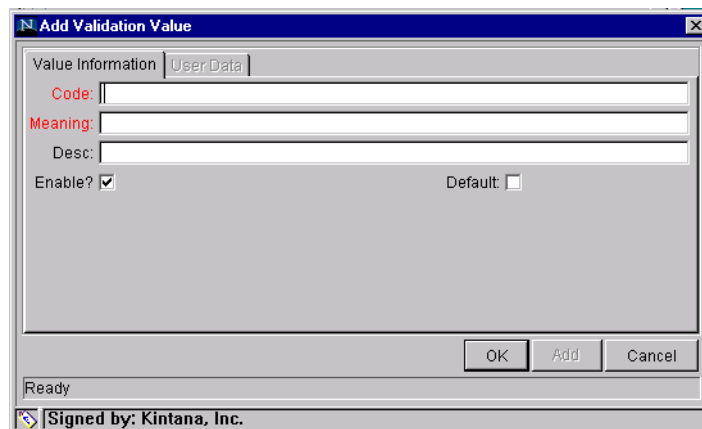 N Add Validation Value
Value Information User Data
Code:
Meaning:
Desc:
Enable? Default:
OK Add Cancel
Ready
Signed by: Kintana, Inc.